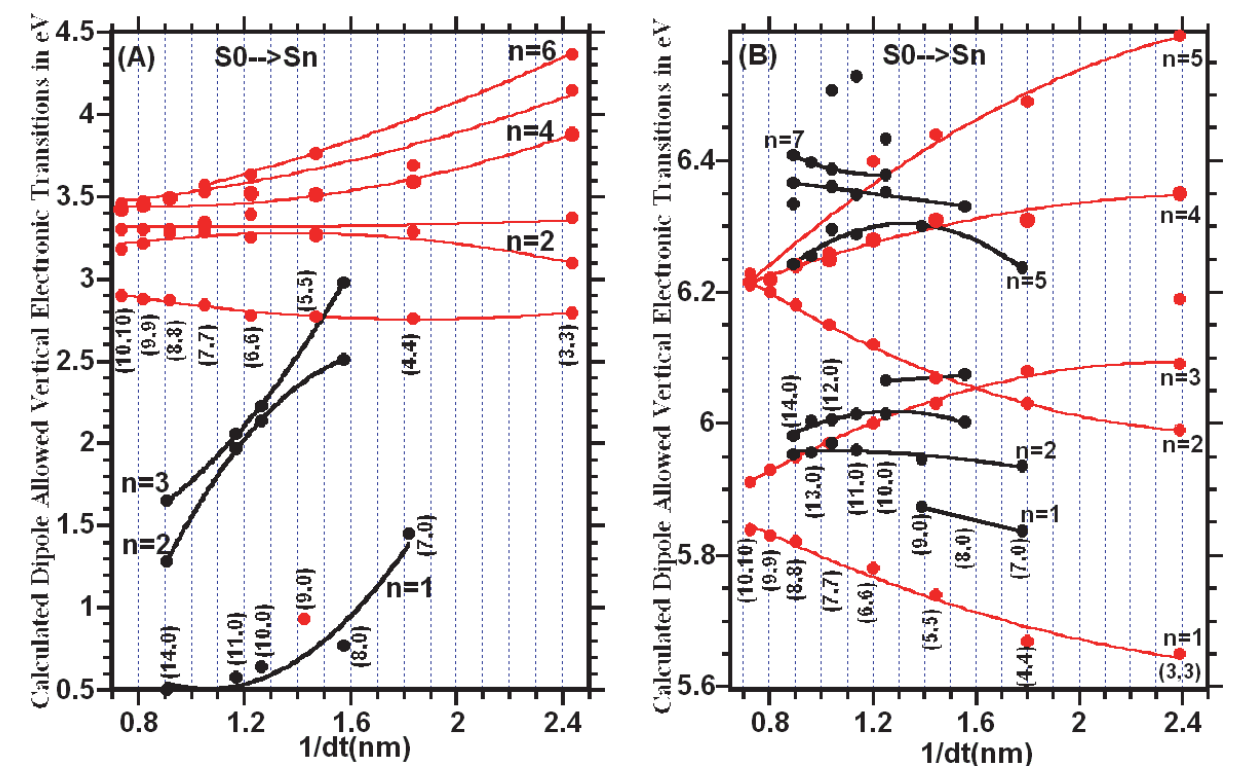 Calculated Dipole Allowed Vertical Electronic Transitions in eV
(A)
S0-->Sn
4.5
4
3.5
3
2.5
2
1.5
1
0.5
n=6
n=4
n=2
(10.10)
(9.9)
(8.8)
(7.7)
(6.6)
(5.5)
(4.4)
(3.3)
n=3
n=2
n=1
(14.0)
(11.0)
(10.0)
(9.0)
(8.0)
(7.0)
0.8
1.2
1.6
2
2.4
1/dt(nm)
Calculated Dipole Allowed Vertical Electronic Transitions in eV
(B)
S0-->Sn
6.4
6.2
6
5.8
5.6
n=5
n=7
n=4
n=5
n=3
n=2
n=2
n=1
n=1
(14.0)
(12.0)
(13.0)
(11.0)
(10.0)
(9.0)
(8.0)
(7.0)
(10.10)
(9.9)
(8.8)
(7.7)
(6.6)
(5.5)
(4.4)
(3.3)
0.8
1.2
1.6
2
2.4
1/dt(nm)